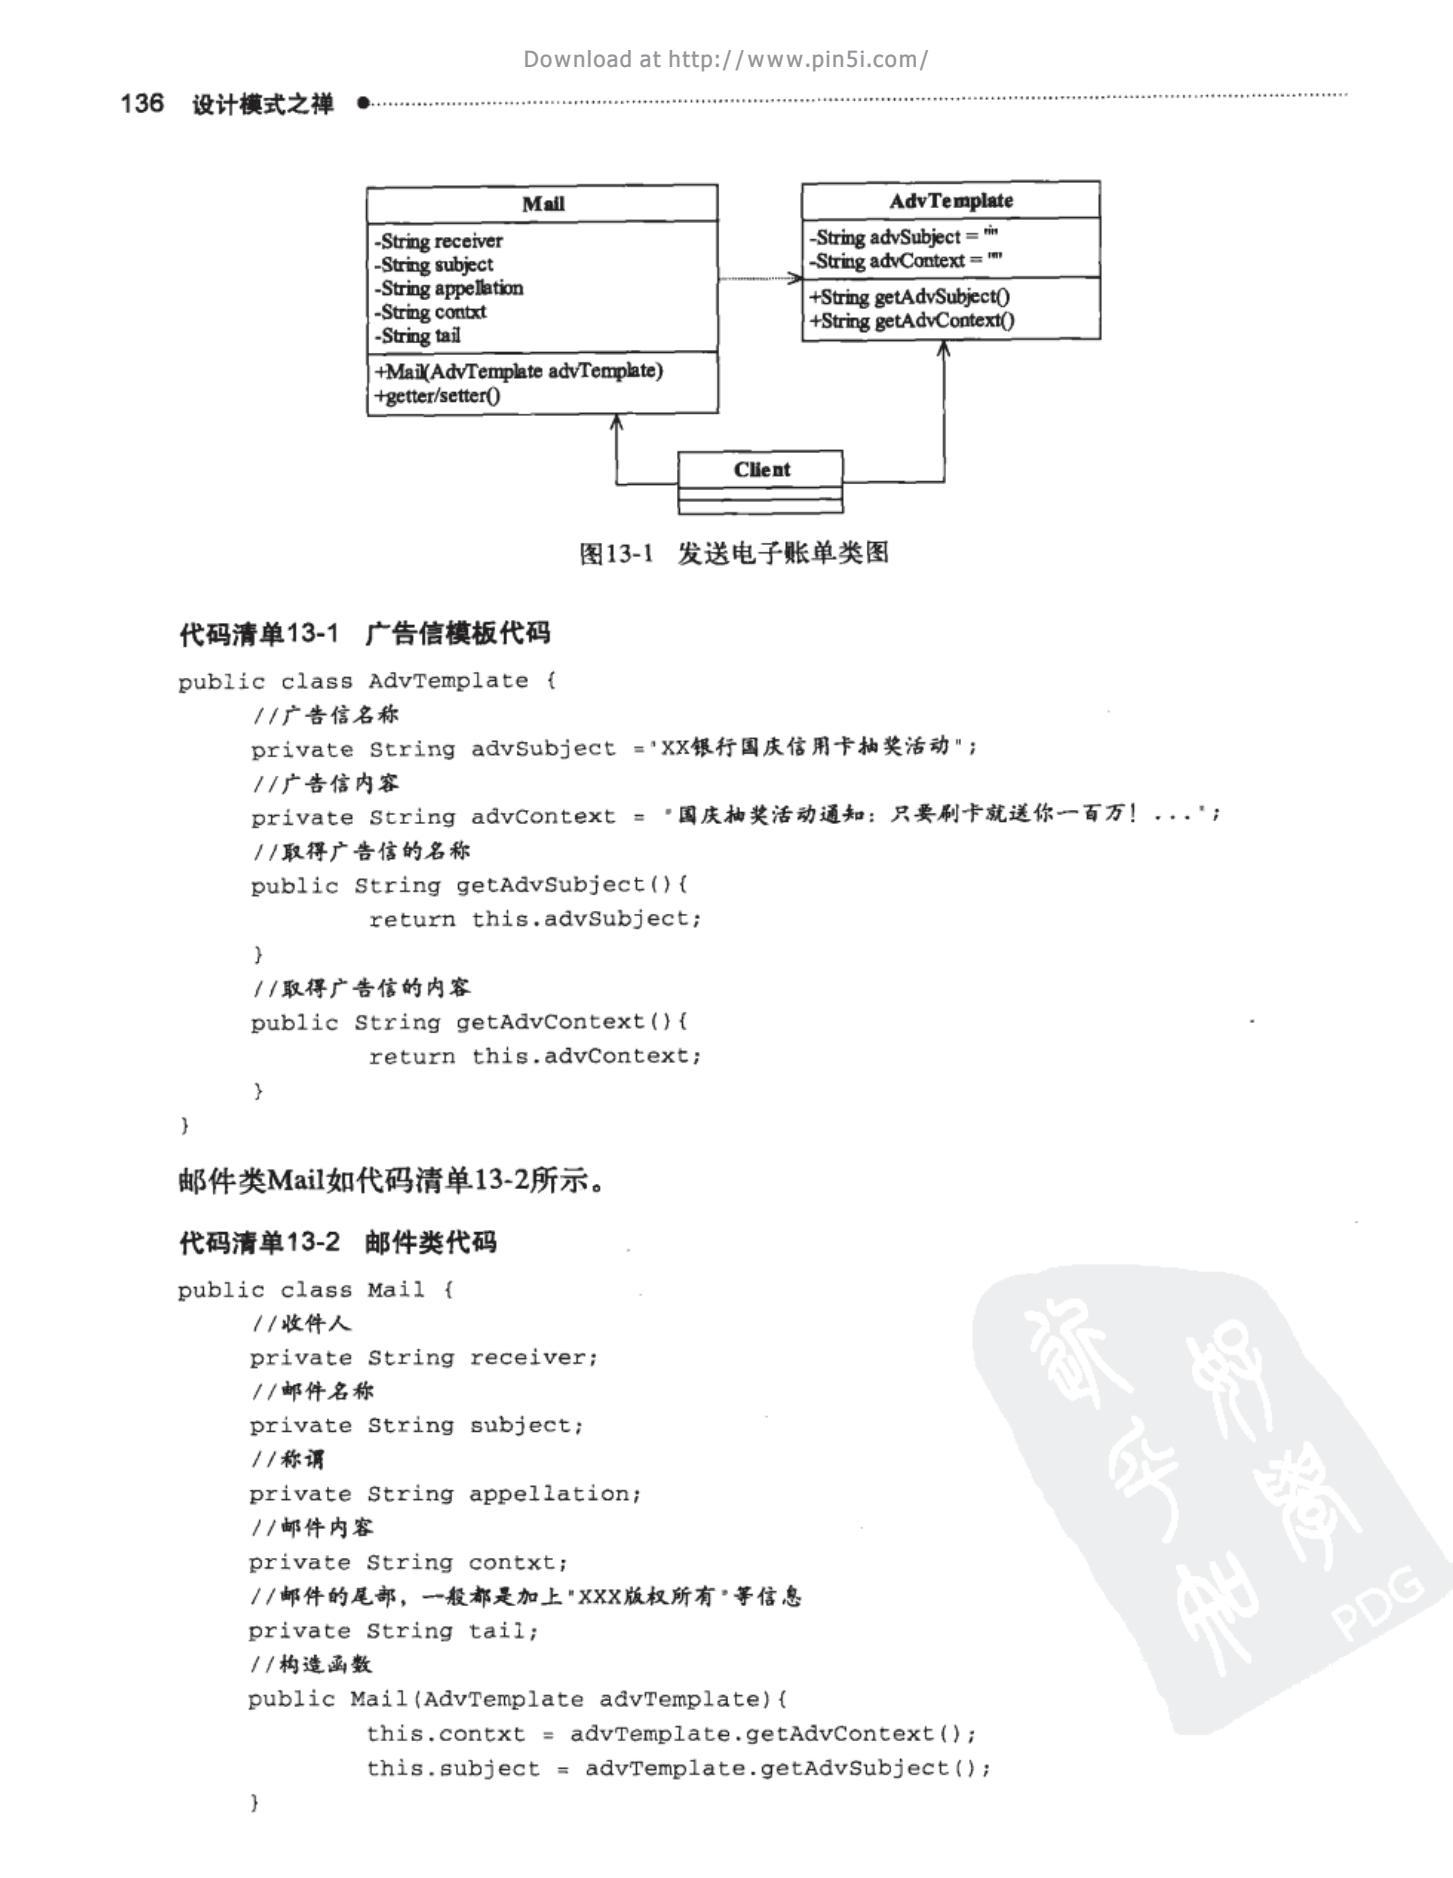 Download at http://www.pin5i.com/
136 设计模式之禅
Mail
-String receiver
-String subject
-String appellation
-String contxt
-String tail
+Mail(AdvTemplate advTemplate)
+getter/setter()
AdvTemplate
-String advSubject = ""
-String advContext = ""
+String getAdvSubject()
+String getAdvContext()
Client
图13-1 发送电子账单类图
代码清单13-1 广告信模板代码
public class AdvTemplate {
//广告信名称
private String advSubject ="XX银行国庆信用卡抽奖活动";
//广告信内容
private String advContext = "国庆抽奖活动通知：只要刷卡就送你一百万！...";
//取得广告信的名称
public String getAdvSubject(){
return this.advSubject;
}
//取得广告信的内容
public String getAdvContext(){
return this.advContext;
}
}
邮件类Mail如代码清单13-2所示。
代码清单13-2 邮件类代码
public class Mail {
//收件人
private String receiver;
//邮件名称
private String subject;
//称谓
private String appellation;
//邮件内容
private String contxt;
//邮件的尾部，一般都是加上"XXX版权所有"等信息
private String tail;
//构造函数
public Mail(AdvTemplate advTemplate){
this.contxt = advTemplate.getAdvContext();
this.subject = advTemplate.getAdvSubject();
}
PDG